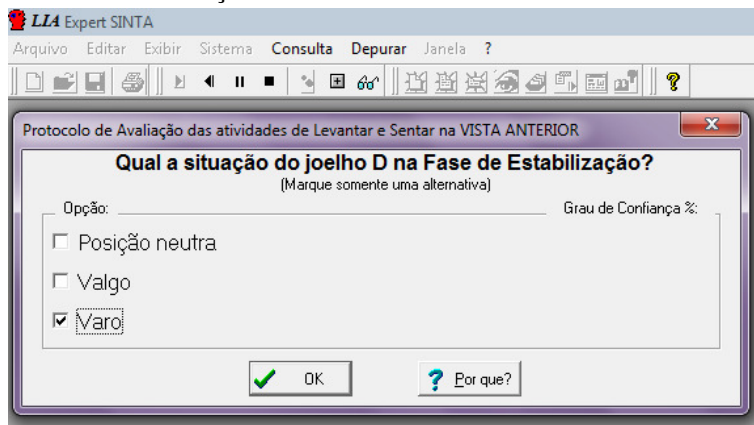 LIA Expert SINTA
Arquivo Editar Exibir Sistema Consulta Depurar Janela ?
Protocolo de Avaliação das atividades de Levantar e Sentar na VISTA ANTERIOR
Qual a situação do joelho D na Fase de Estabilização?
(Marque somente uma alternativa)
Opção: Grau de Confiança %:
Posição neutra
Valgo
Varo
OK Por que?